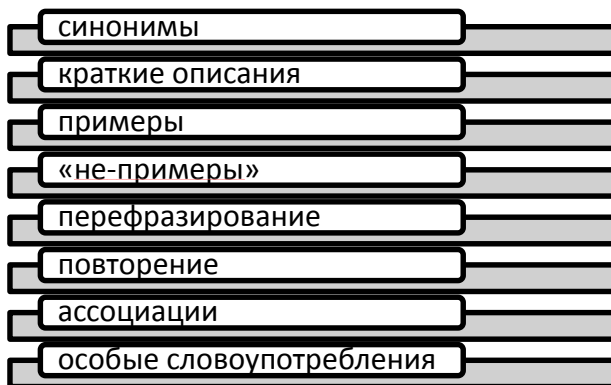 синонимы
краткие описания
примеры
«не-примеры»
перефразирование
повторение
ассоциации
особые словоупотребления